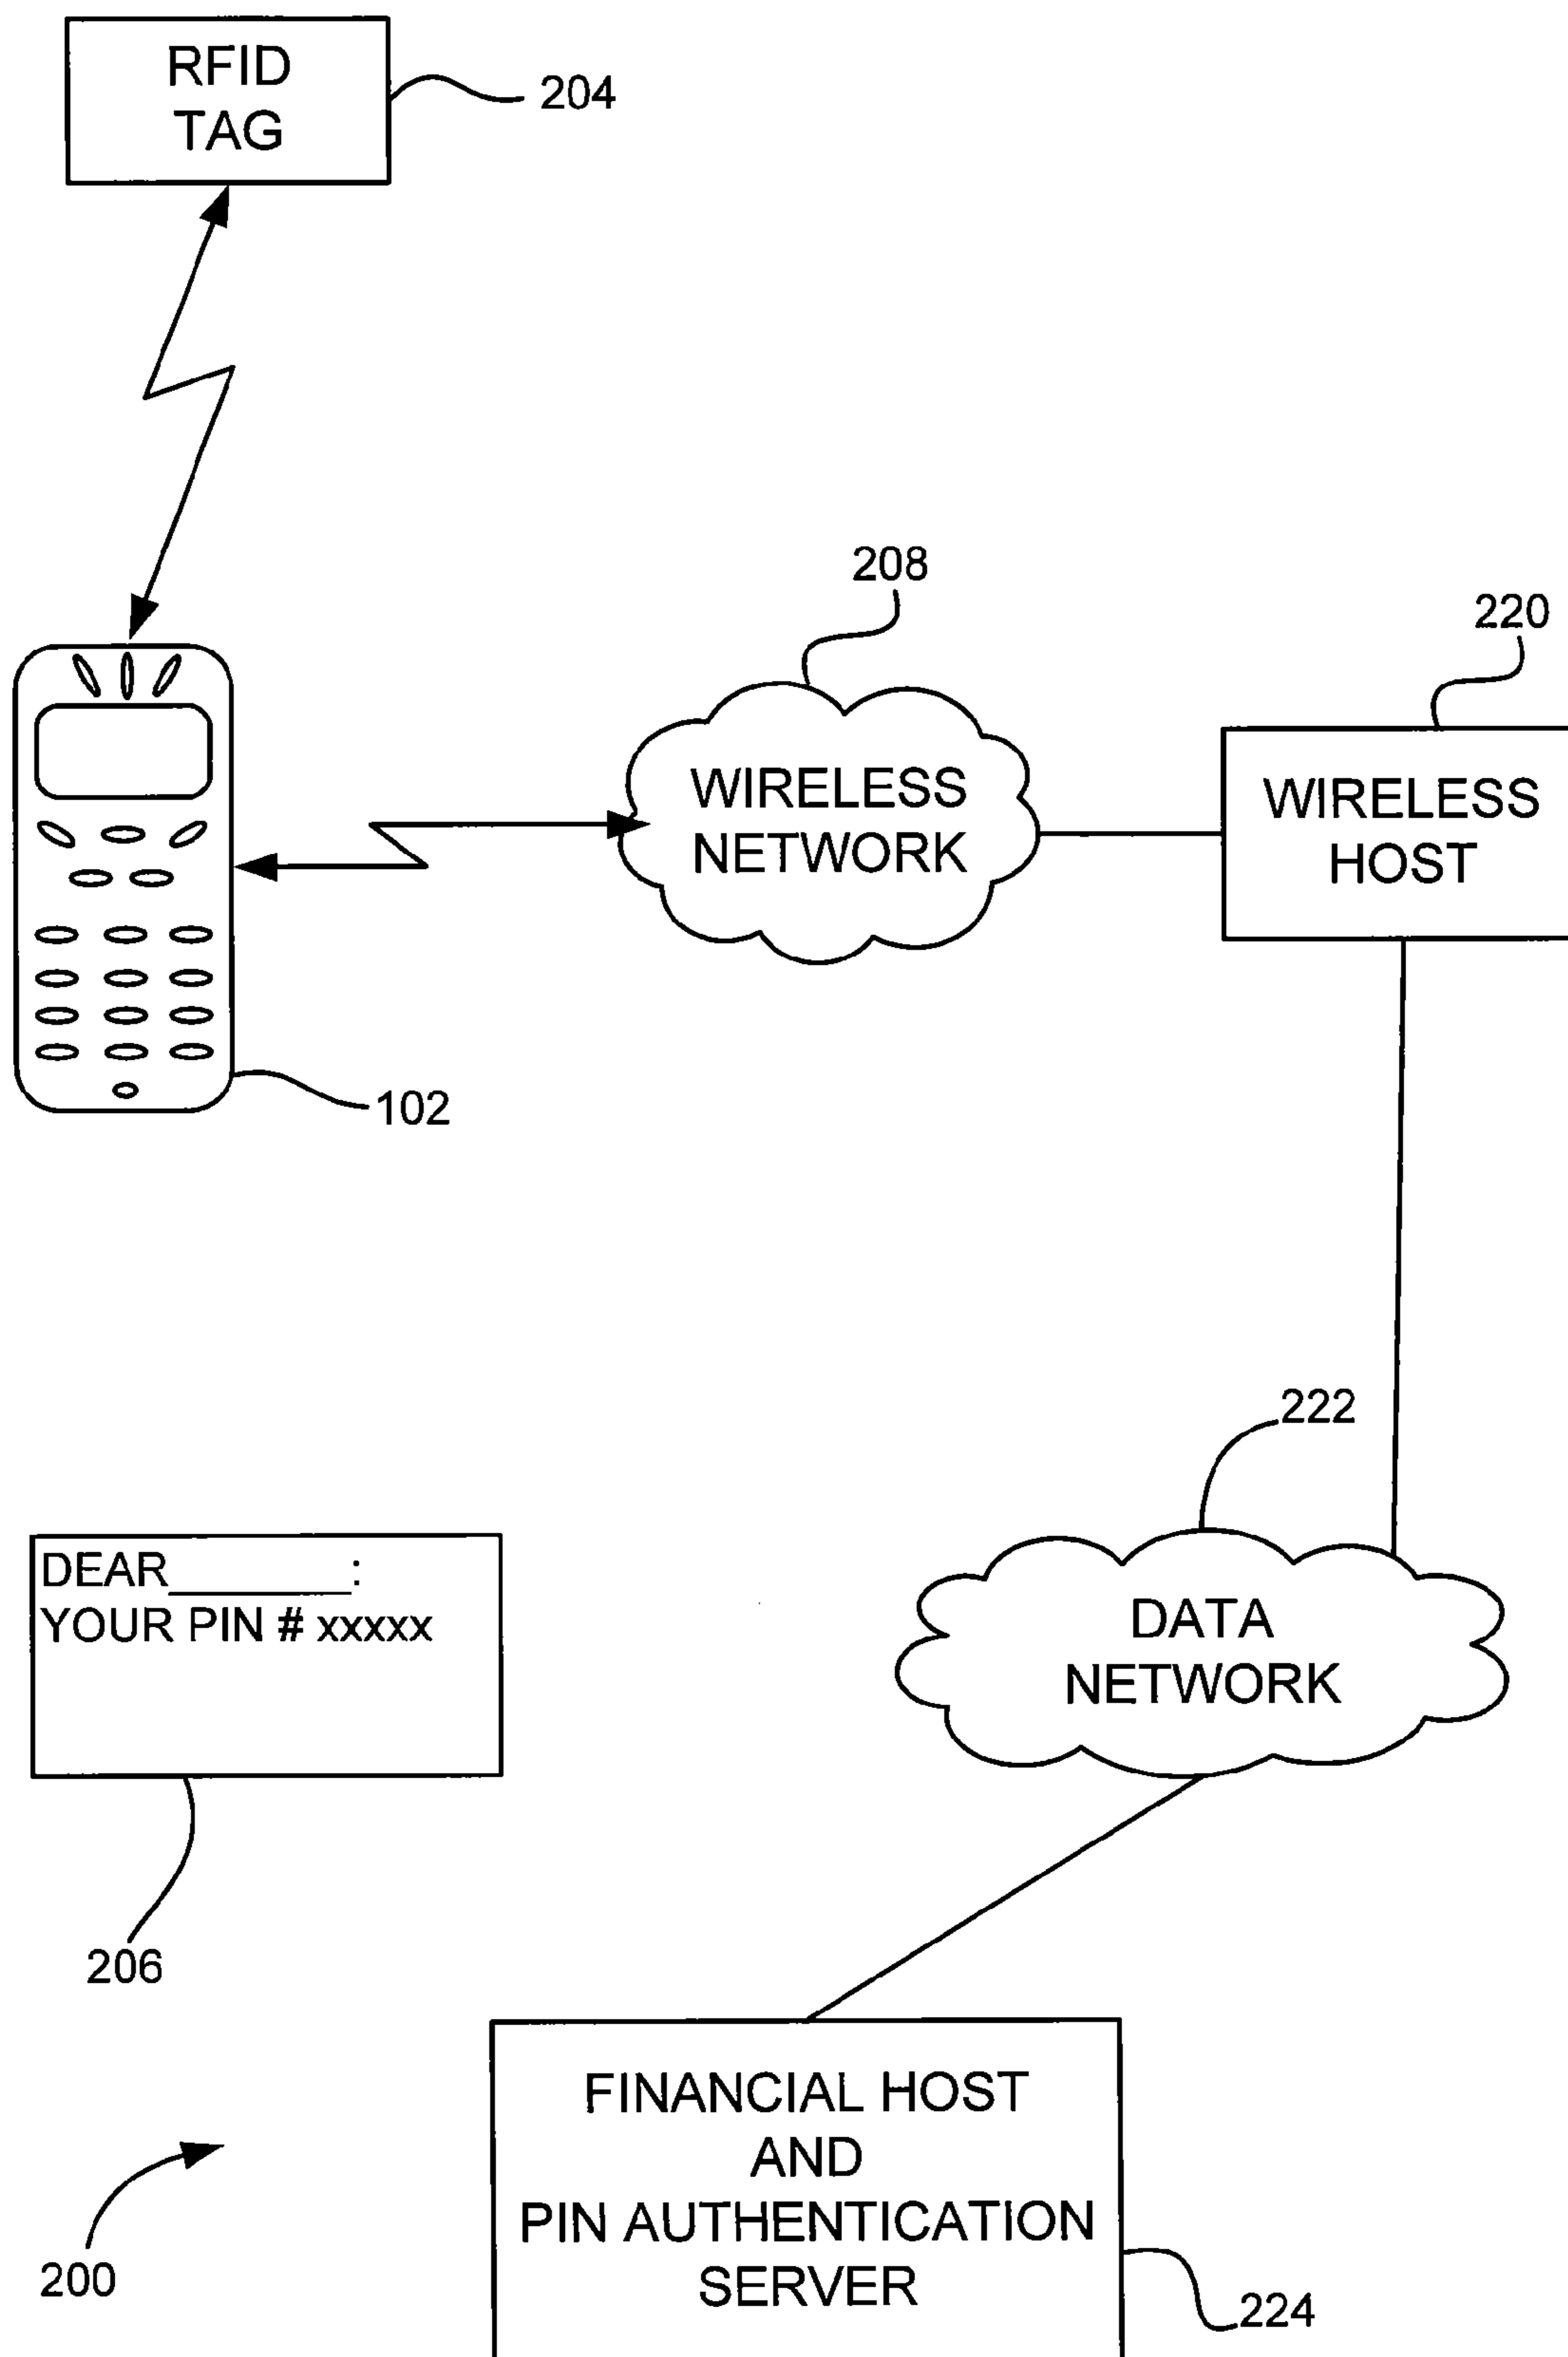 RFID
TAG
204
208
220
WIRELESS
NETWORK
WIRELESS
HOST
102
222
DEAR_______:
YOUR PIN # xxxxx
DATA
NETWORK
206
FINANCIAL HOST
AND
PIN AUTHENTICATION
SERVER
200
224